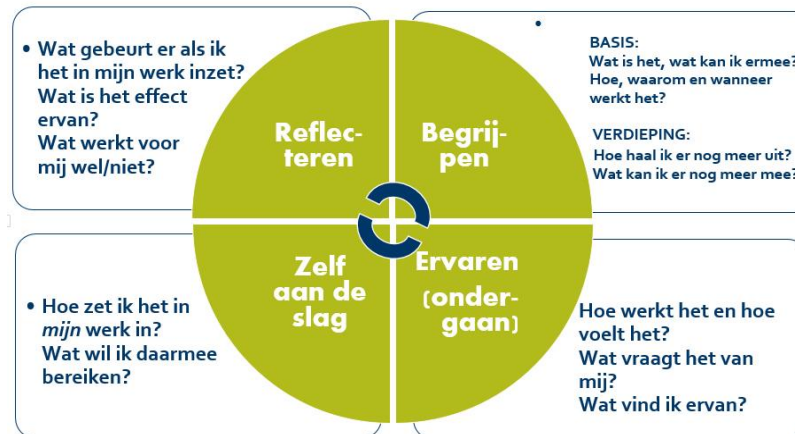 • Wat gebeurt er als ik
het in mijn werk inzet?
Wat is het effect
ervan?
Wat werkt voor
mij wel/niet?
Reflec-
teren
Begrij-
pen
•
BASIS:
Wat is het, wat kan ik ermee?
Hoe, waarom en wanneer
werkt het?
VERDIEPING:
Hoe haal ik er nog meer uit?
Wat kan ik er nog meer mee?
• Hoe zet ik het in
mijn werk in?
Wat wil ik daarmee
bereiken?
Zelf
aan de
slag
Ervaren
(onder-
gaan)
Hoe werkt het en hoe
voelt het?
Wat vraagt het van
mij?
Wat vind ik ervan?